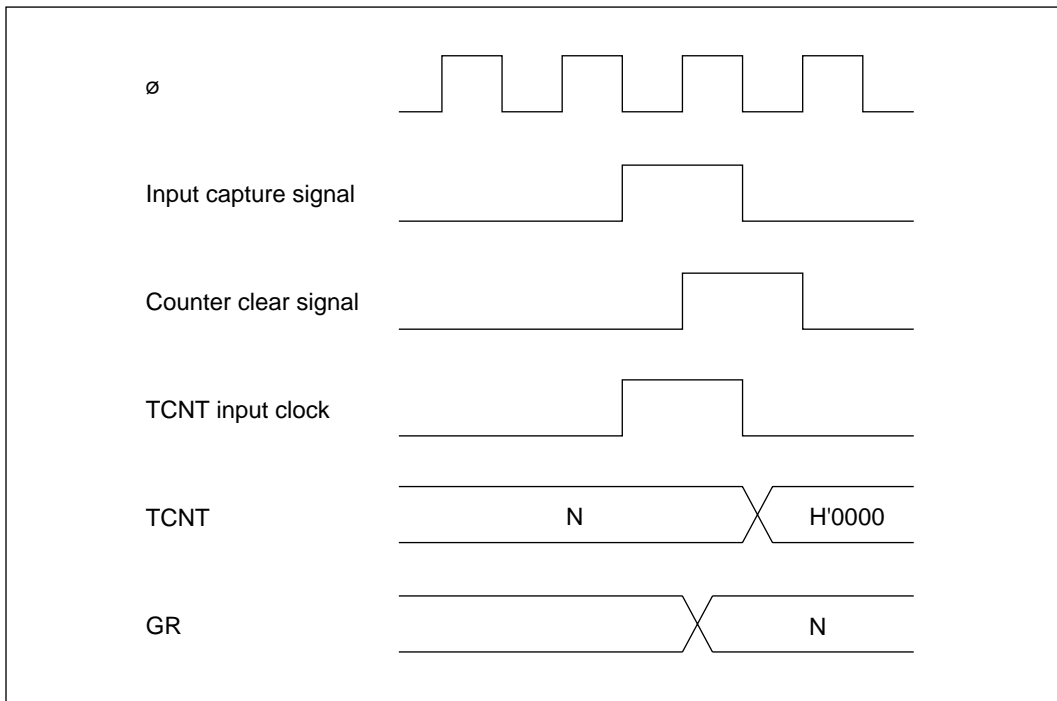 ø
Input capture signal
Counter clear signal
TCNT input clock
TCNT
N
H'0000
GR
N